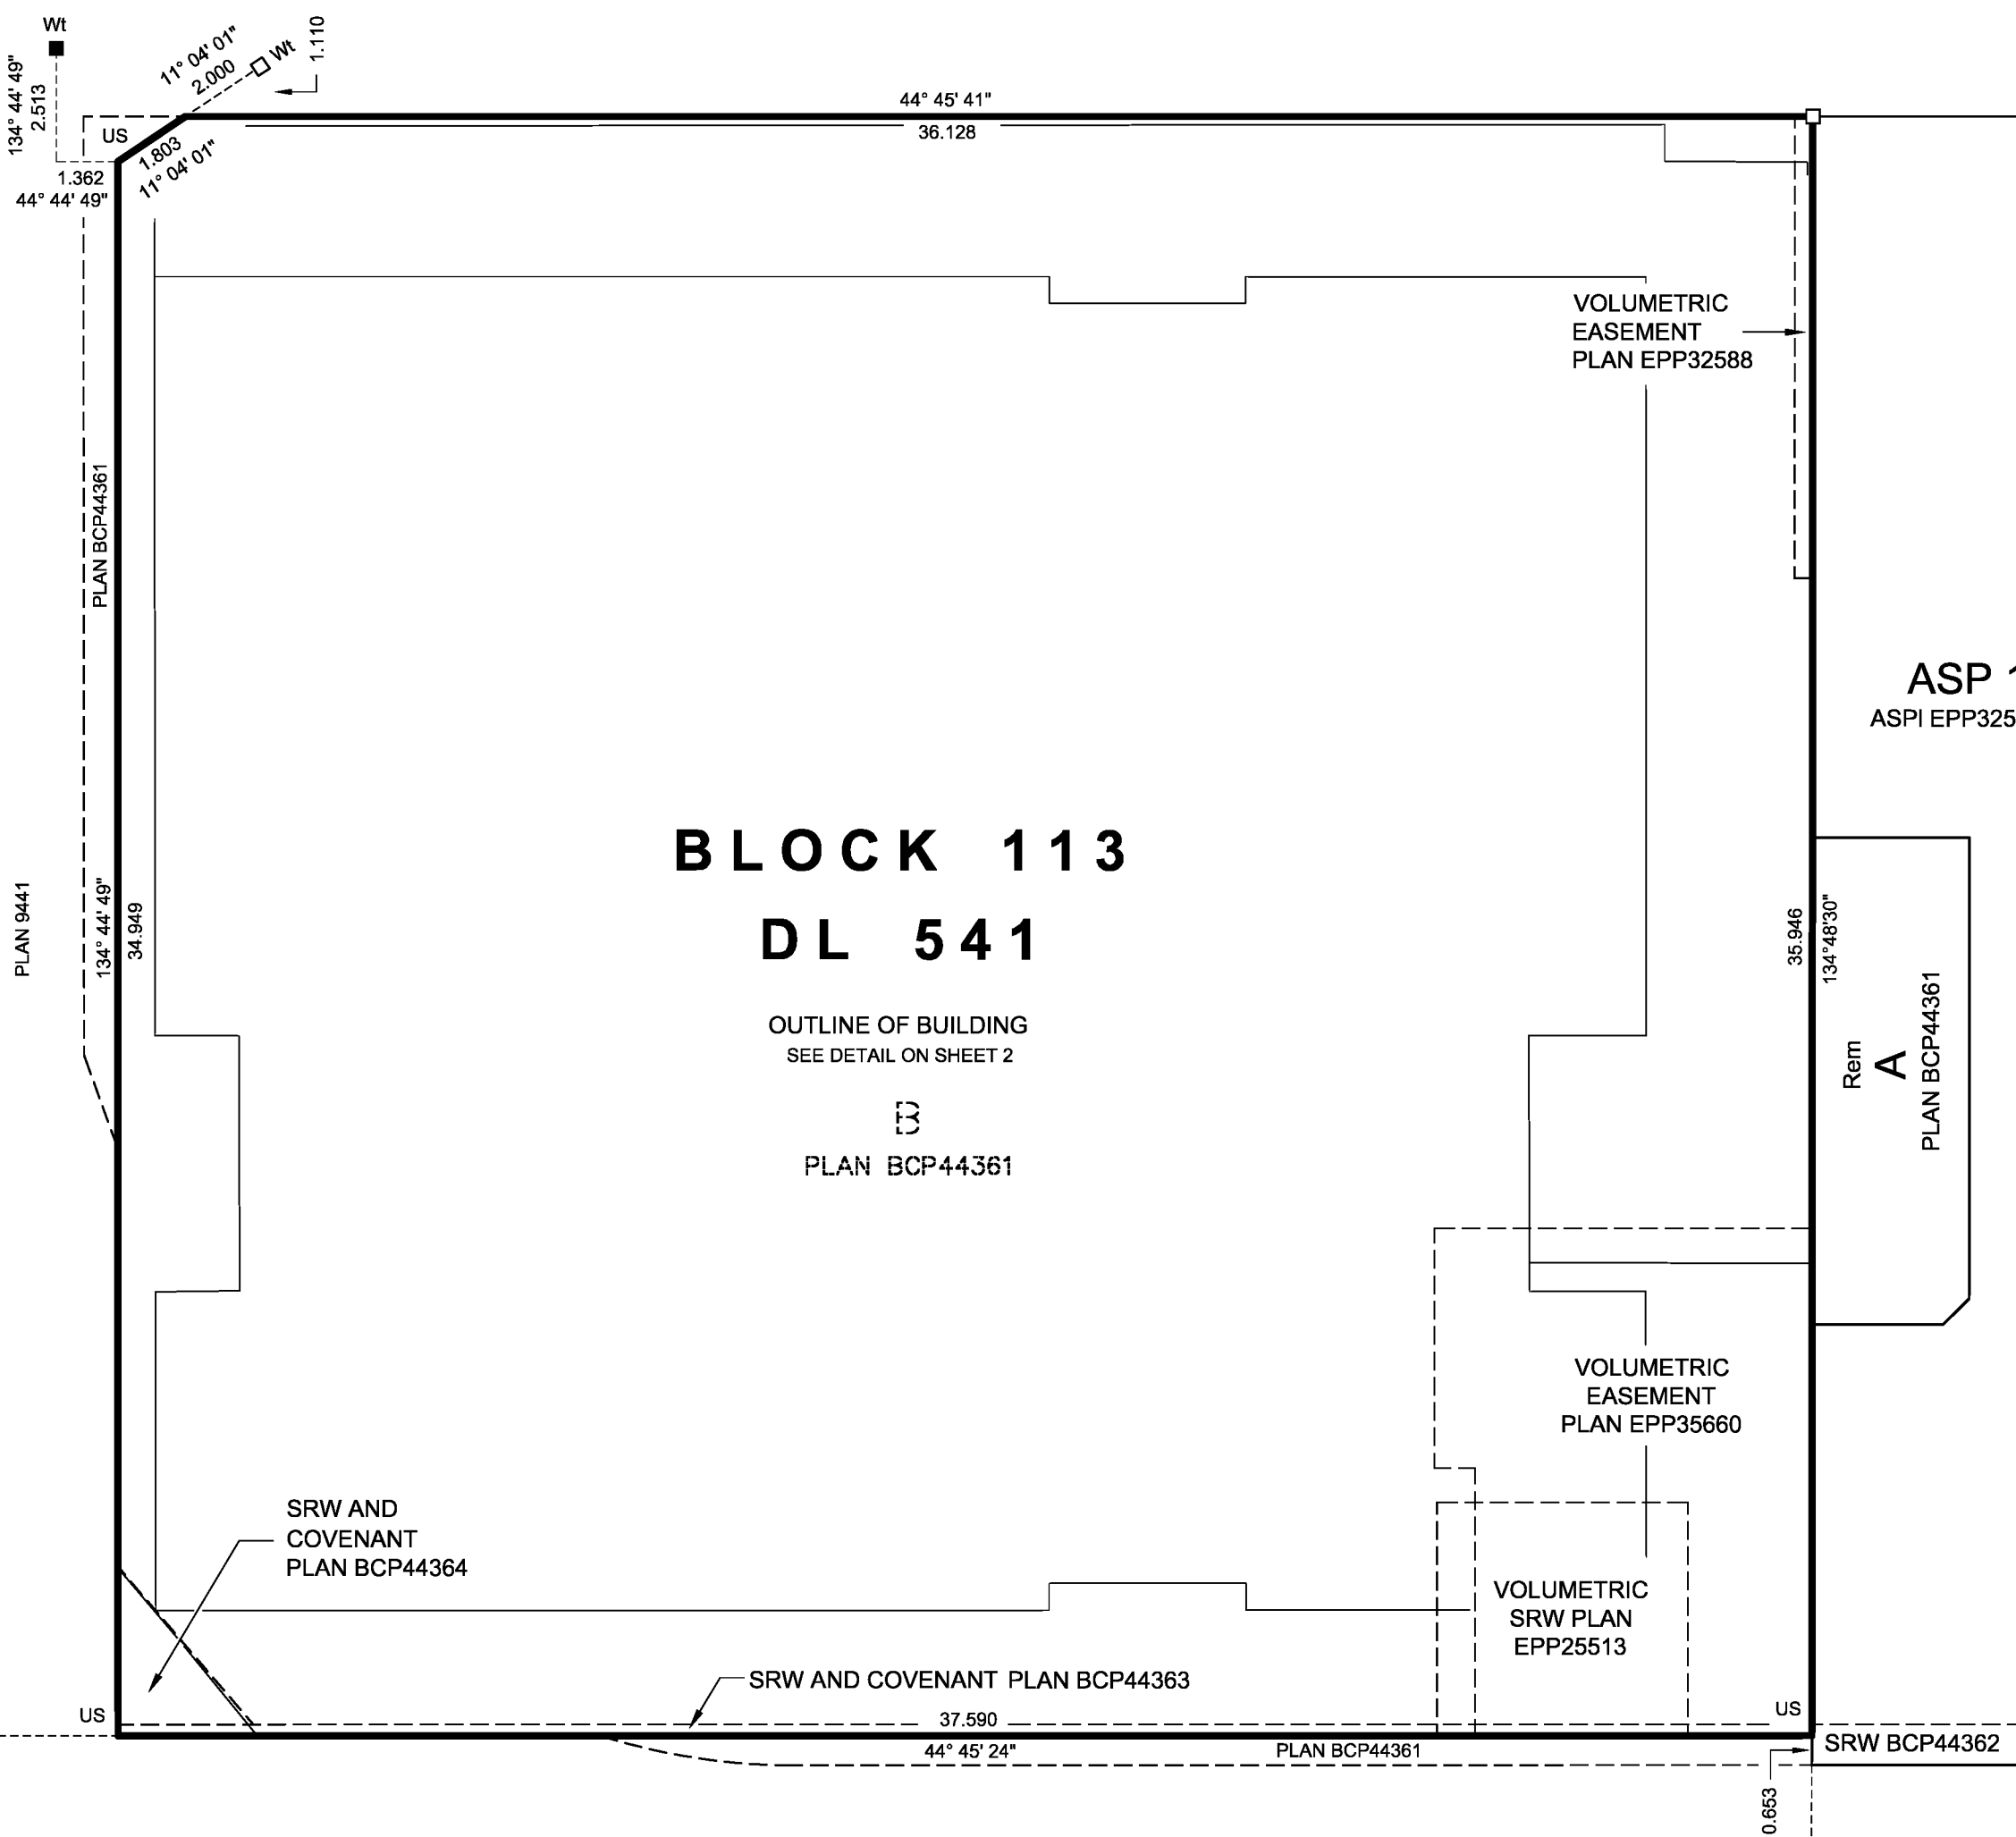 Wt
134° 44' 49"
2.513
11° 04' 01"
2.000
Wt
1.110
44° 45' 41"
36.128
US
1.803
11° 04' 01"
1.362
44° 44' 49"
VOLUMETRIC
EASEMENT
PLAN EPP32588
PLAN BCP44361
ASP 1
ASPI EPP325
BLOCK 113
DL 541
PLAN 9441
134° 44' 49"
34.949
35.946
134°48'30"
OUTLINE OF BUILDING
SEE DETAIL ON SHEET 2
B
PLAN BCP44361
Rem
A
PLAN BCP44361
VOLUMETRIC
EASEMENT
PLAN EPP35660
SRW AND
COVENANT
PLAN BCP44364
VOLUMETRIC
SRW PLAN
EPP25513
SRW AND COVENANT PLAN BCP44363
US
37.590
US
44° 45' 24"
PLAN BCP44361
SRW BCP44362
0.653